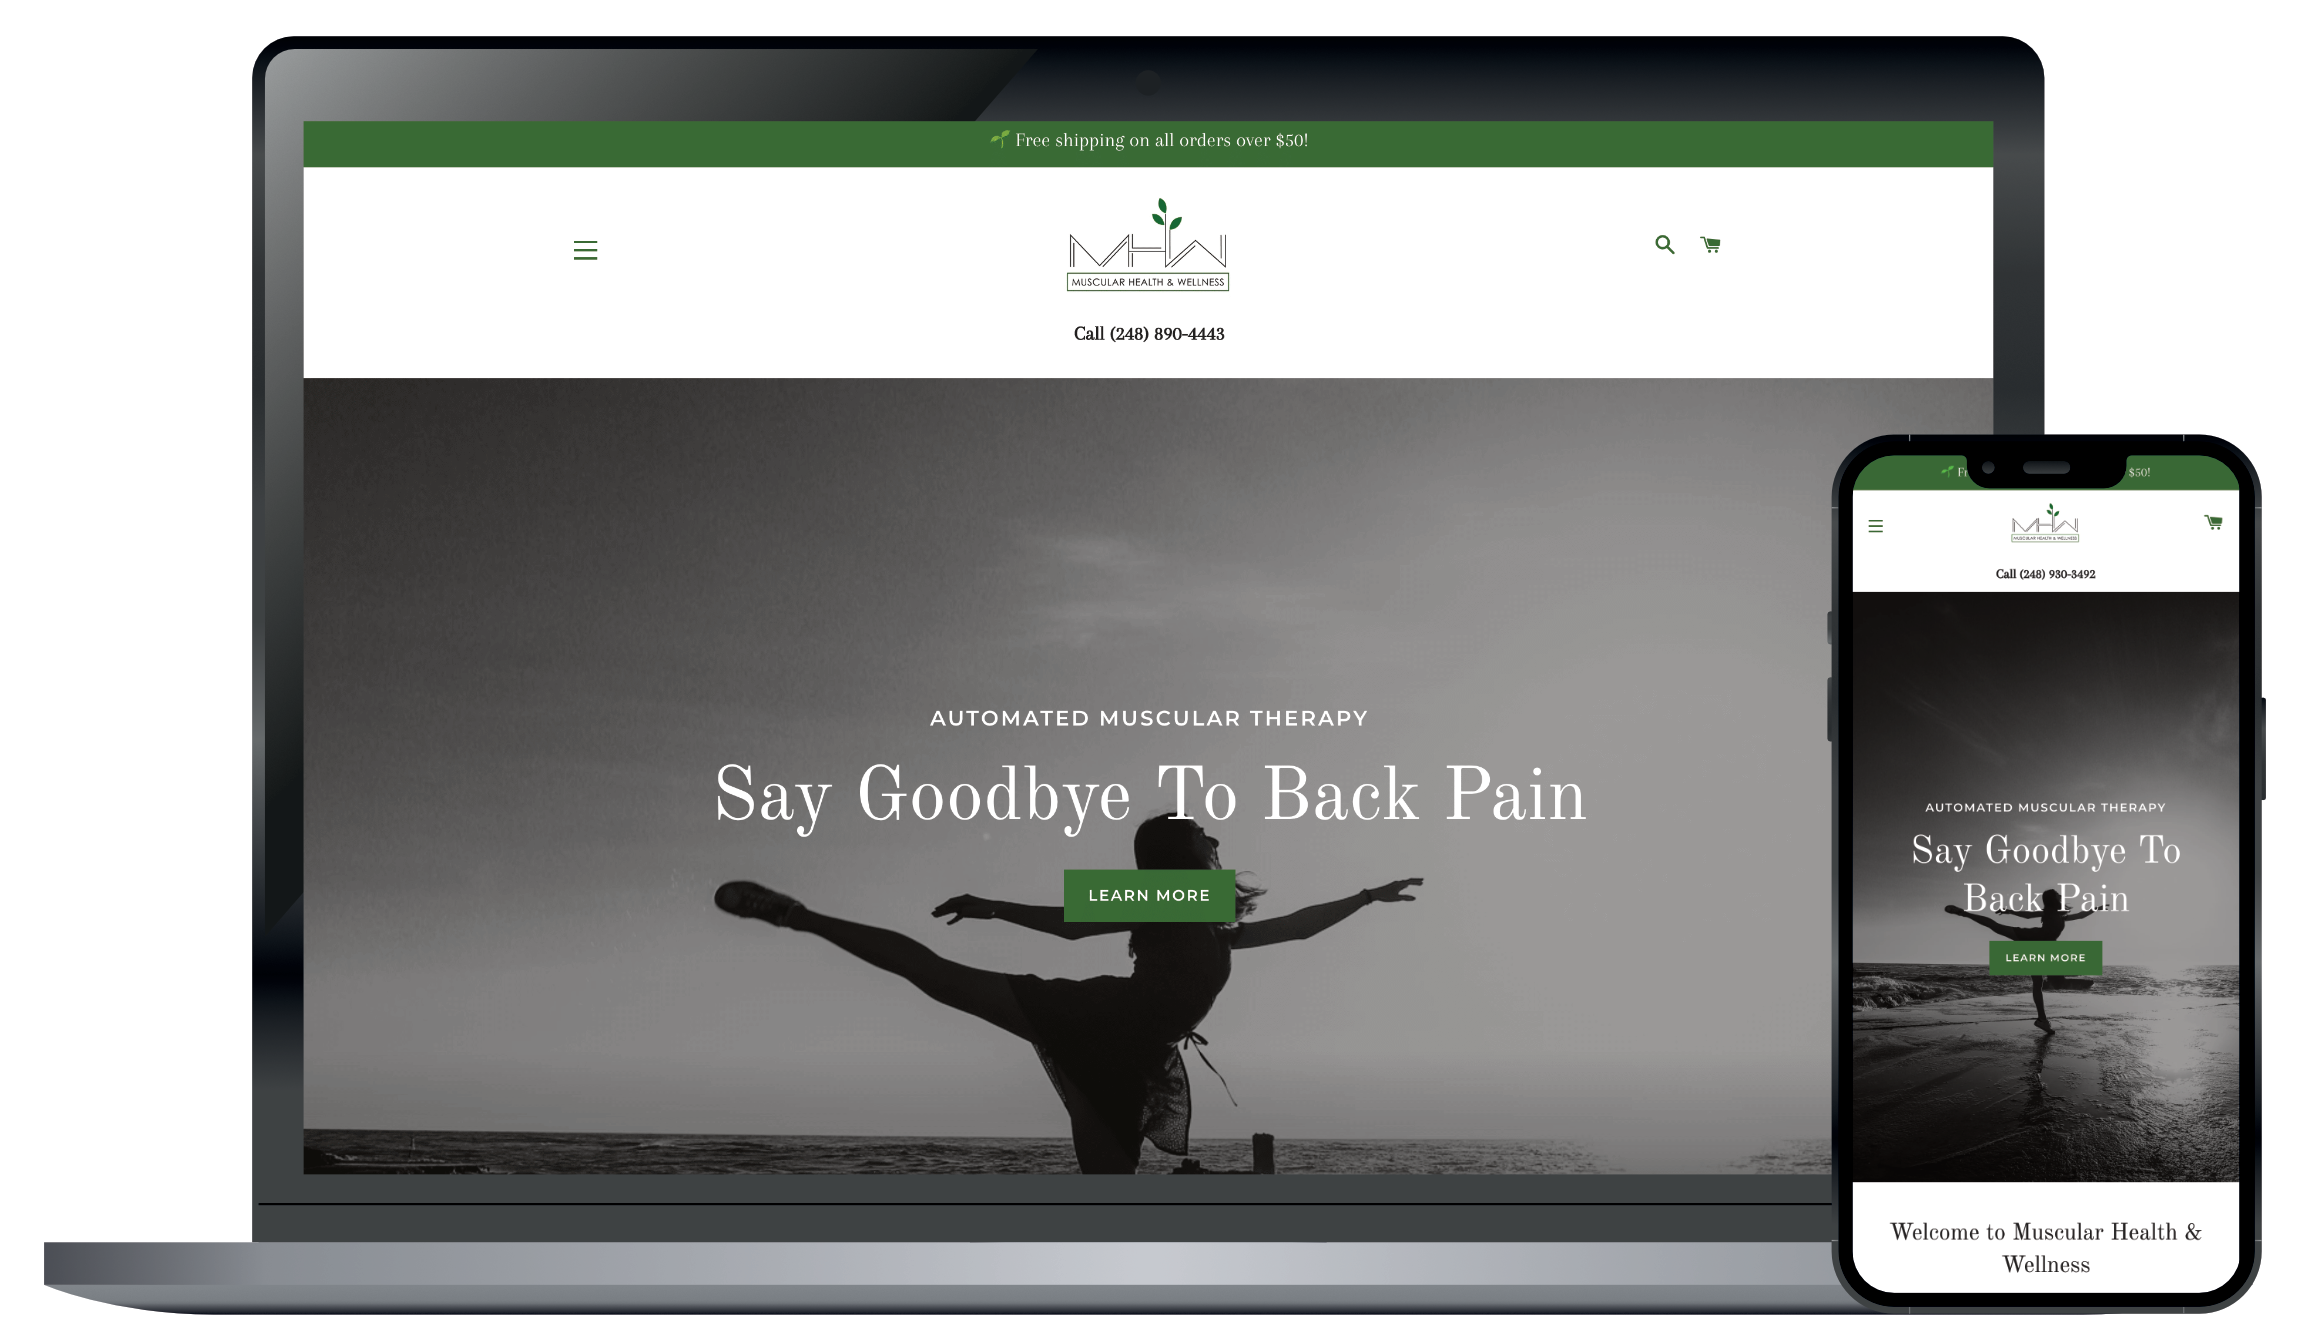 🌱 Free shipping on all orders over $50!
MHW
MUSCULAR HEALTH & WELLNESS
Call (248) 890-4443
AUTOMATED MUSCULAR THERAPY
Say Goodbye To Back Pain
LEARN MORE
🌱 Fr $50!
MHW
MUSCULAR HEALTH & WELLNESS
Call (248) 930-3492
AUTOMATED MUSCULAR THERAPY
Say Goodbye To
Back Pain
LEARN MORE
Welcome to Muscular Health &
Wellness